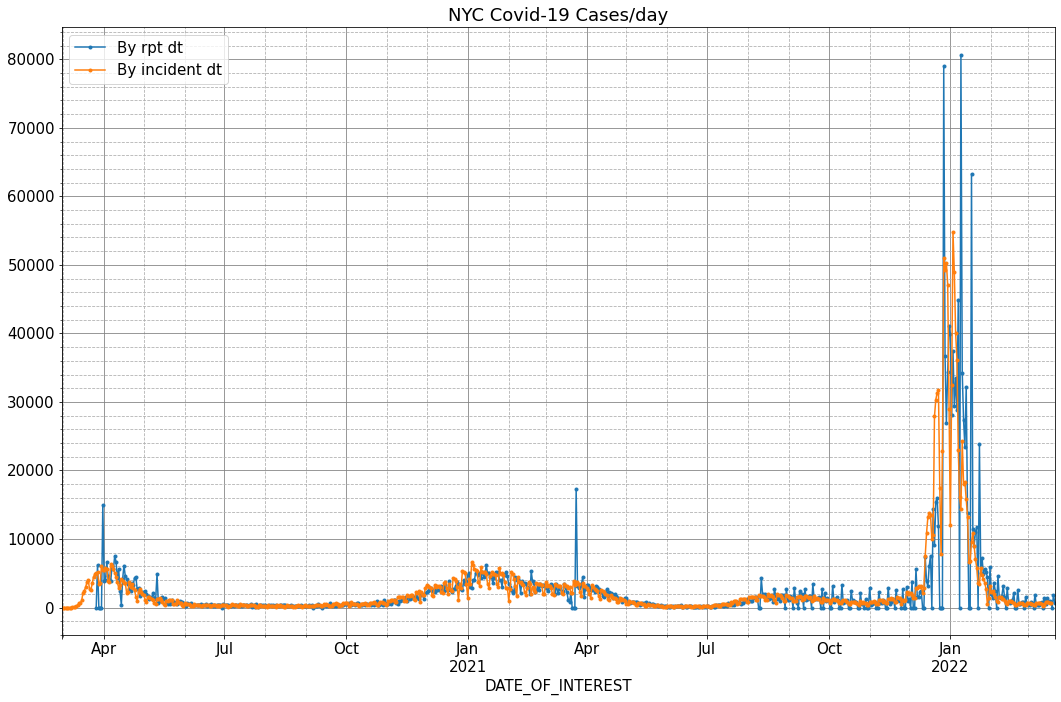 NYC Covid-19 Cases/day
By rpt dt
By incident dt
80000
70000
60000
50000
40000
30000
20000
10000
0
Apr Jul Oct Jan Apr Jul Oct Jan
2021 2022
DATE_OF_INTEREST